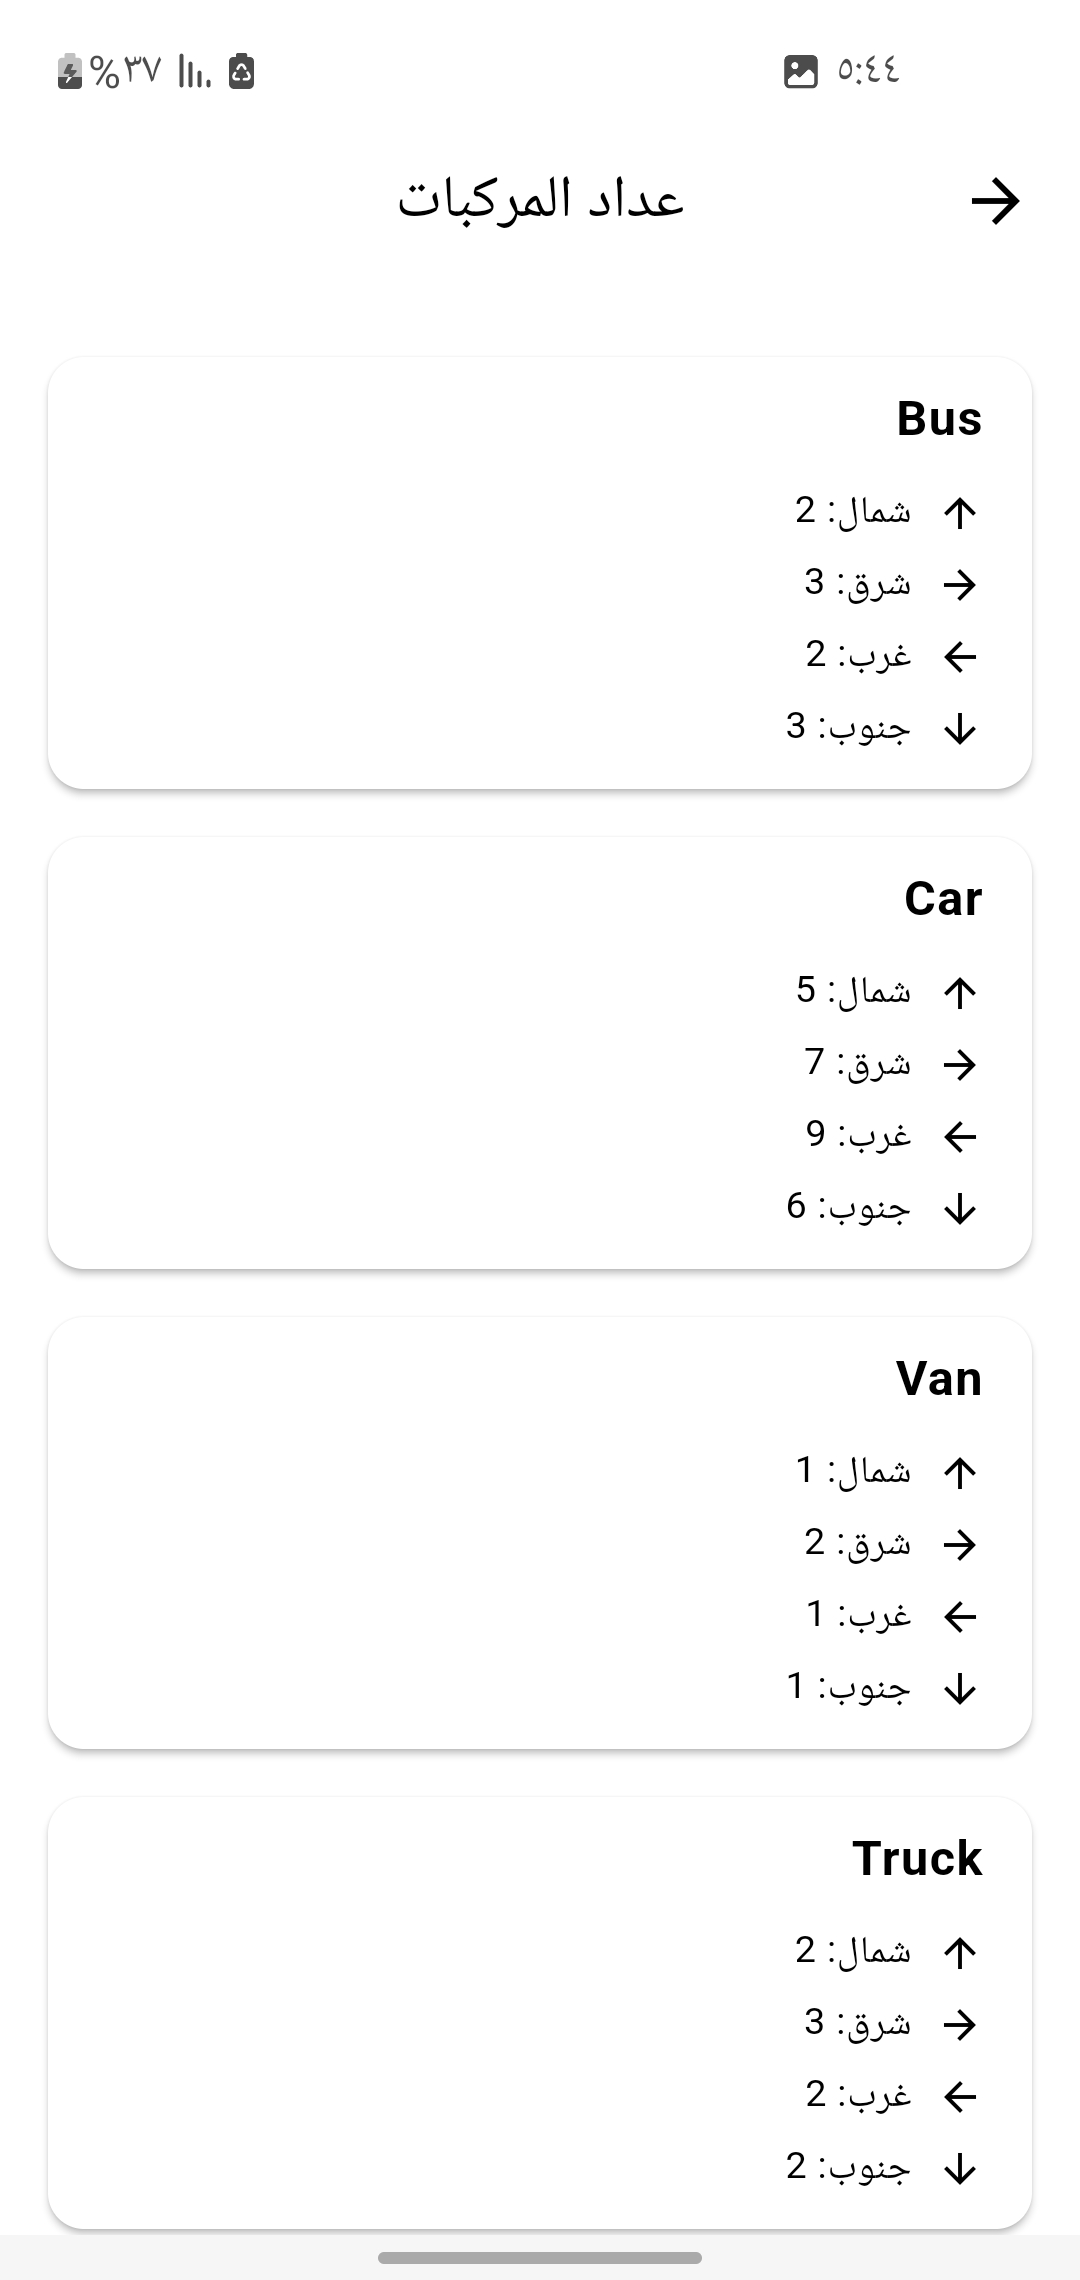 ٥:٤٤
٣٧%
عداد المركبات
Bus
شمال: 2
شرق: 3
غرب: 2
جنوب: 3
Car
شمال: 5
شرق: 7
غرب: 9
جنوب: 6
Van
شمال: 1
شرق: 2
غرب: 1
جنوب: 1
Truck
شمال: 2
شرق: 3
غرب: 2
جنوب: 2